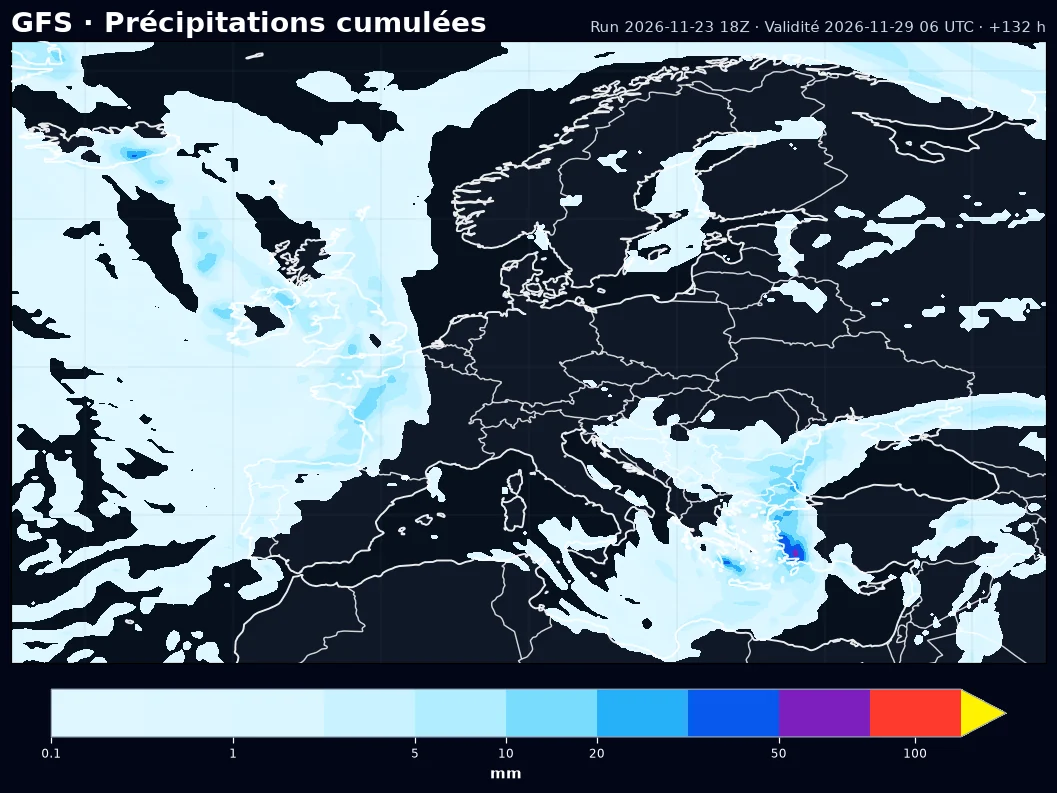 GFS · Précipitations cumulées
Run 2026-11-23 18Z · Validité 2026-11-29 06 UTC · +132 h
0.1 1 5 10 20 50 100
mm